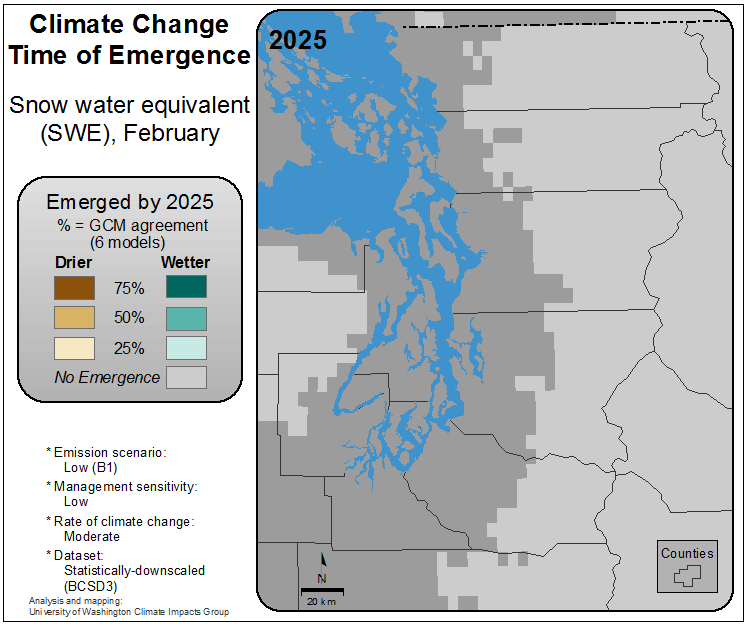 Climate Change
Time of Emergence
Snow water equivalent
(SWE), February
Emerged by 2025
% = GCM agreement
(6 models)
Drier
Wetter
75%
50%
25%
No Emergence
* Emission scenario:
Low (B1)
* Management sensitivity:
Low
* Rate of climate change:
Moderate
* Dataset:
Statistically-downscaled
(BCSD3)
Analysis and mapping:
University of Washington Climate Impacts Group
2025
N
20 km
Counties